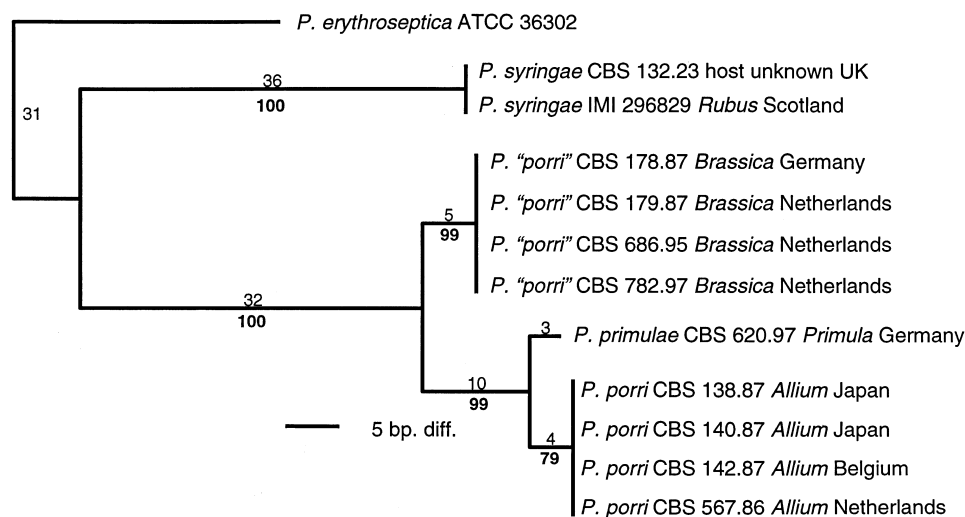 P. erythroseptica ATCC 36302
36
P. syringae CBS 132.23 host unknown UK
100
P. syringae IMI 296829 Rubus Scotland
31
P. “porri” CBS 178.87 Brassica Germany
P. “porri” CBS 179.87 Brassica Netherlands
5
99
P. “porri” CBS 686.95 Brassica Netherlands
P. “porri” CBS 782.97 Brassica Netherlands
32
100
3
P. primulae CBS 620.97 Primula Germany
10
99
P. porri CBS 138.87 Allium Japan
5 bp. diff.
P. porri CBS 140.87 Allium Japan
4
79
P. porri CBS 142.87 Allium Belgium
P. porri CBS 567.86 Allium Netherlands